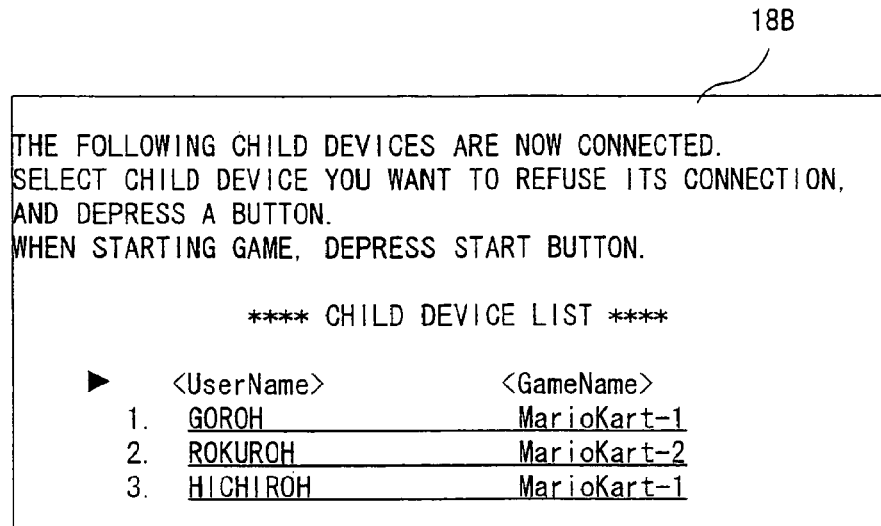 18B
THE FOLLOWING CHILD DEVICES ARE NOW CONNECTED.
SELECT CHILD DEVICE YOU WANT TO REFUSE ITS CONNECTION,
AND DEPRESS A BUTTON.
WHEN STARTING GAME, DEPRESS START BUTTON.
**** CHILD DEVICE LIST ****
▶ <UserName> <GameName>
1. GOROH MarioKart-1
2. ROKUROH MarioKart-2
3. HICHIROH MarioKart-1